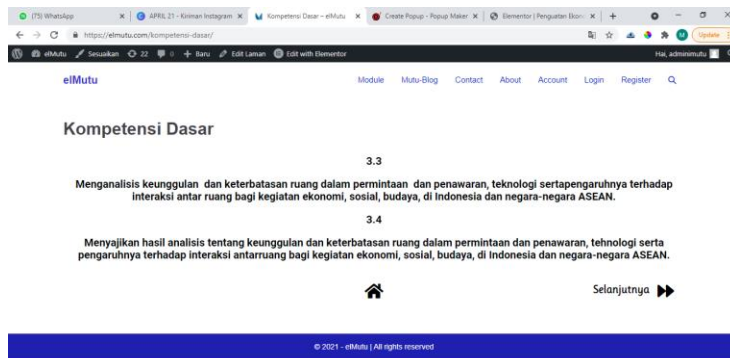 (75) WhatsApp
APRIL 21 - Kiriman Instagram
Kompetensi Dasar – elMutu
Create Popup - Popup Maker
Elementor | Penguatan Ekon
https://elmutu.com/kompetensi-dasar/
Update
elMutu Sesuaikan 22 0 + Baru Edit Laman Edit with Elementor
Hai, adminimutu
elMutu
Module Mutu-Blog Contact About Account Login Register
Kompetensi Dasar
3.3
Menganalisis keunggulan dan keterbatasan ruang dalam permintaan dan penawaran, teknologi sertapengaruhnya terhadap
interaksi antar ruang bagi kegiatan ekonomi, sosial, budaya, di Indonesia dan negara-negara ASEAN.
3.4
Menyajikan hasil analisis tentang keunggulan dan keterbatasan ruang dalam permintaan dan penawaran, tehnologi serta
pengaruhnya terhadap interaksi antarruang bagi kegiatan ekonomi, sosial, budaya, di Indonesia dan negara-negara ASEAN.
Selanjutnya
© 2021 - elMutu | All rights reserved